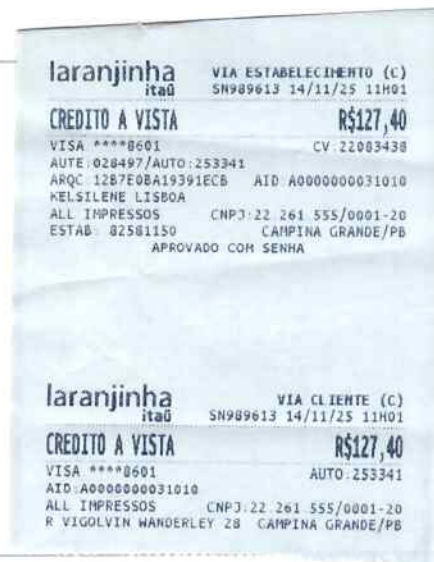 laranjinha
itaú
VIA ESTABELECIMENTO (C)
SN989613 14/11/25 11H01
CREDITO A VISTA R$127,40
VISA ****8601 CV:22083438
AUTE:028497/AUTO:253341
ARQC:12B7E0BA19391ECB AID:A0000000031010
KELSILENE LISBOA
ALL IMPRESSOS CNPJ:22.261.555/0001-20
ESTAB: 82581150 CAMPINA GRANDE/PB
APROVADO COM SENHA
laranjinha
itaú
VIA CLIENTE (C)
SN989613 14/11/25 11H01
CREDITO A VISTA R$127,40
VISA ****8601 AUTO:253341
AID:A0000000031010
ALL IMPRESSOS CNPJ:22.261.555/0001-20
R VIGOLVIN WANDERLEY 28 CAMPINA GRANDE/PB